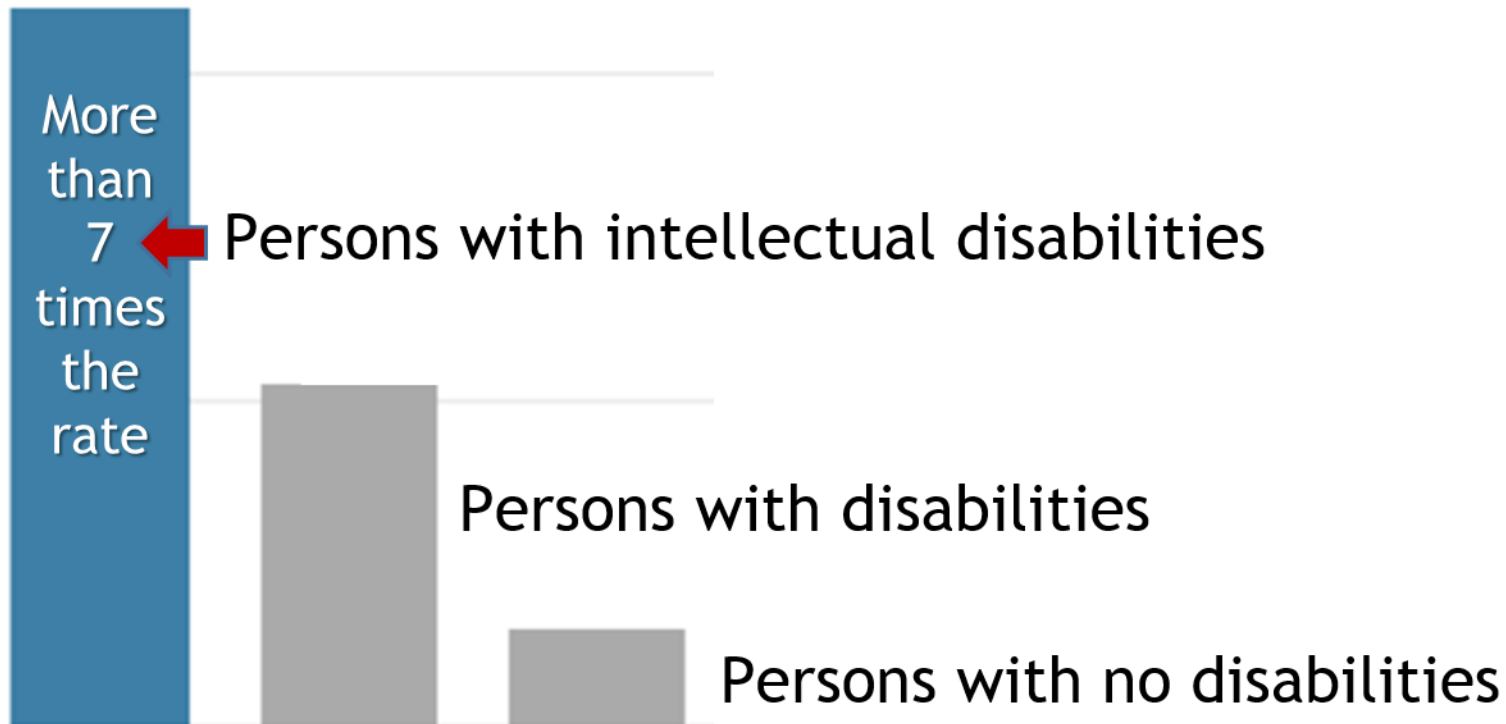 More
than
7
times
the
rate
Persons with intellectual disabilities
Persons with disabilities
Persons with no disabilities